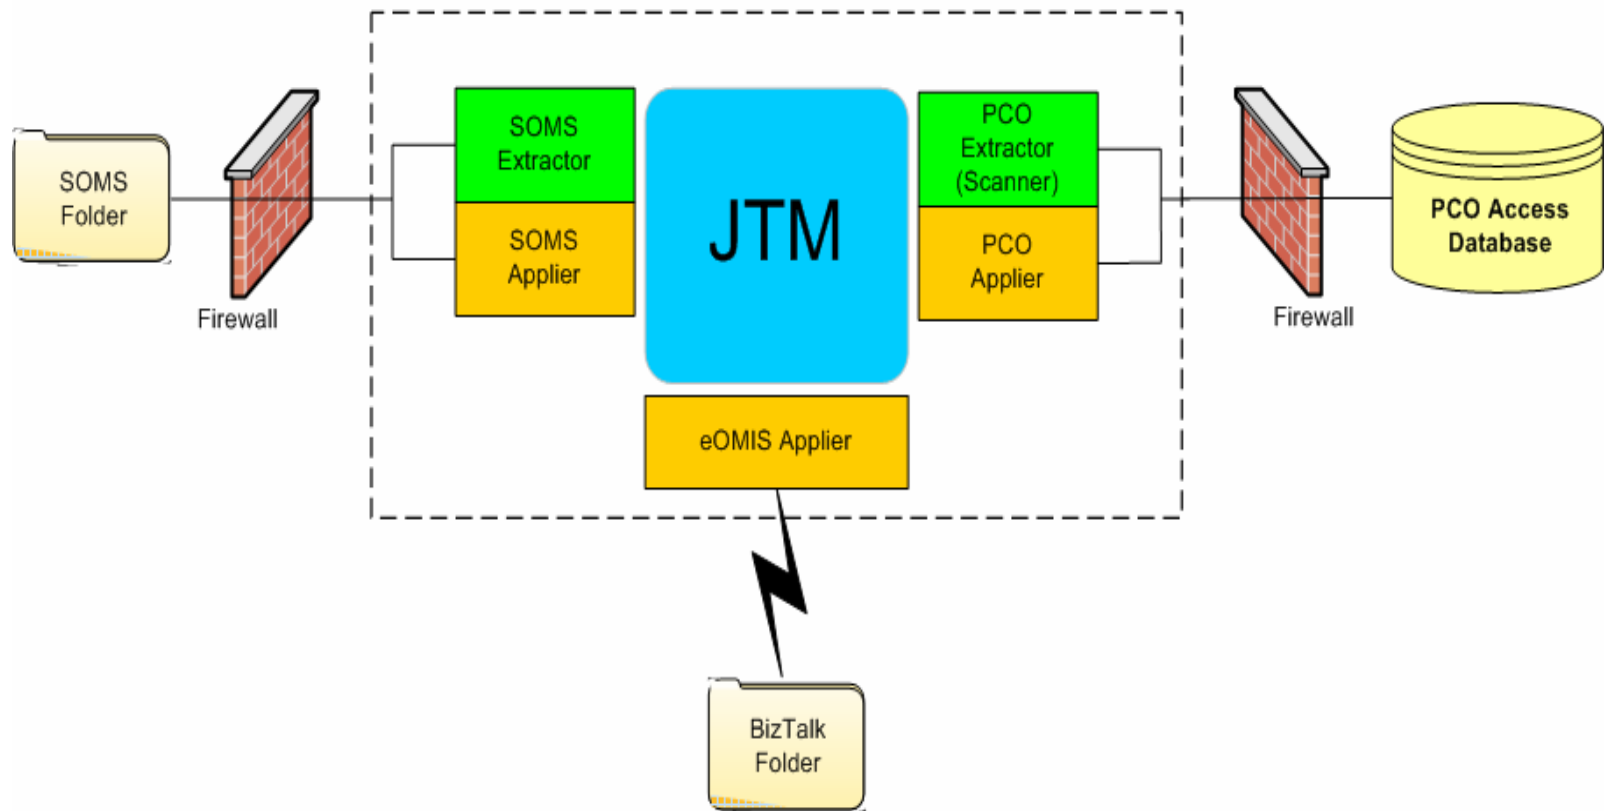 SOMS
Folder
Firewall
SOMS
Extractor
SOMS
Applier
JTM
PCO
Extractor
(Scanner)
PCO
Applier
eOMIS Applier
Firewall
PCO Access
Database
BizTalk
Folder